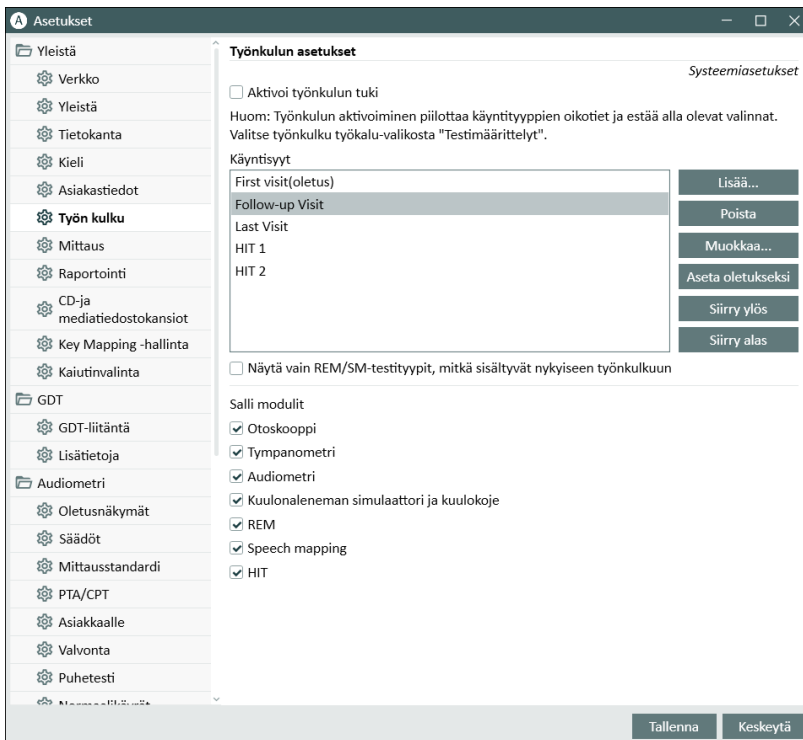 A Asetukset
Yleistä
Verkko
Yleistä
Tietokanta
Kieli
Asiakastiedot
Työn kulku
Mittaus
Raportointi
CD-ja
mediatiedostokansiot
Key Mapping -hallinta
Kaiutinvalinta
GDT
GDT-liitäntä
Lisätietoja
Audiometri
Oletusnäkymät
Säädöt
Mittausstandardi
PTA/CPT
Asiakkaalle
Valvonta
Puhetesti
Työnkulun asetukset
Systeemiasetukset
Aktivoi työnkulun tuki
Huom: Työnkulun aktivoiminen piilottaa käyntityyppien oikotiet ja estää alla olevat valinnat.
Valitse työnkulku työkalu-valikosta "Testimäärittelyt".
Käyntisyyt
First visit(oletus)
Follow-up Visit
Last Visit
HIT 1
HIT 2
Lisää...
Poista
Muokkaa...
Aseta oletukseksi
Siirry ylös
Siirry alas
Näytä vain REM/SM-testityypit, mitkä sisältyvät nykyiseen työnkulkuun
Salli modulit
Otoskooppi
Tympanometri
Audiometri
Kuulonaleneman simulaattori ja kuulokoje
REM
Speech mapping
HIT
Tallenna
Keskeytä